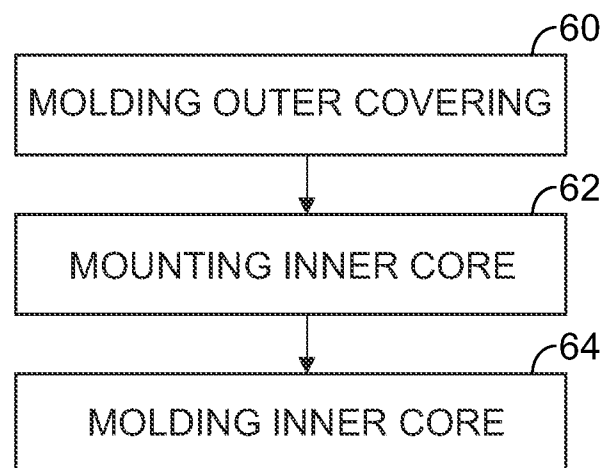 60
MOLDING OUTER COVERING
62
MOUNTING INNER CORE
64
MOLDING INNER CORE